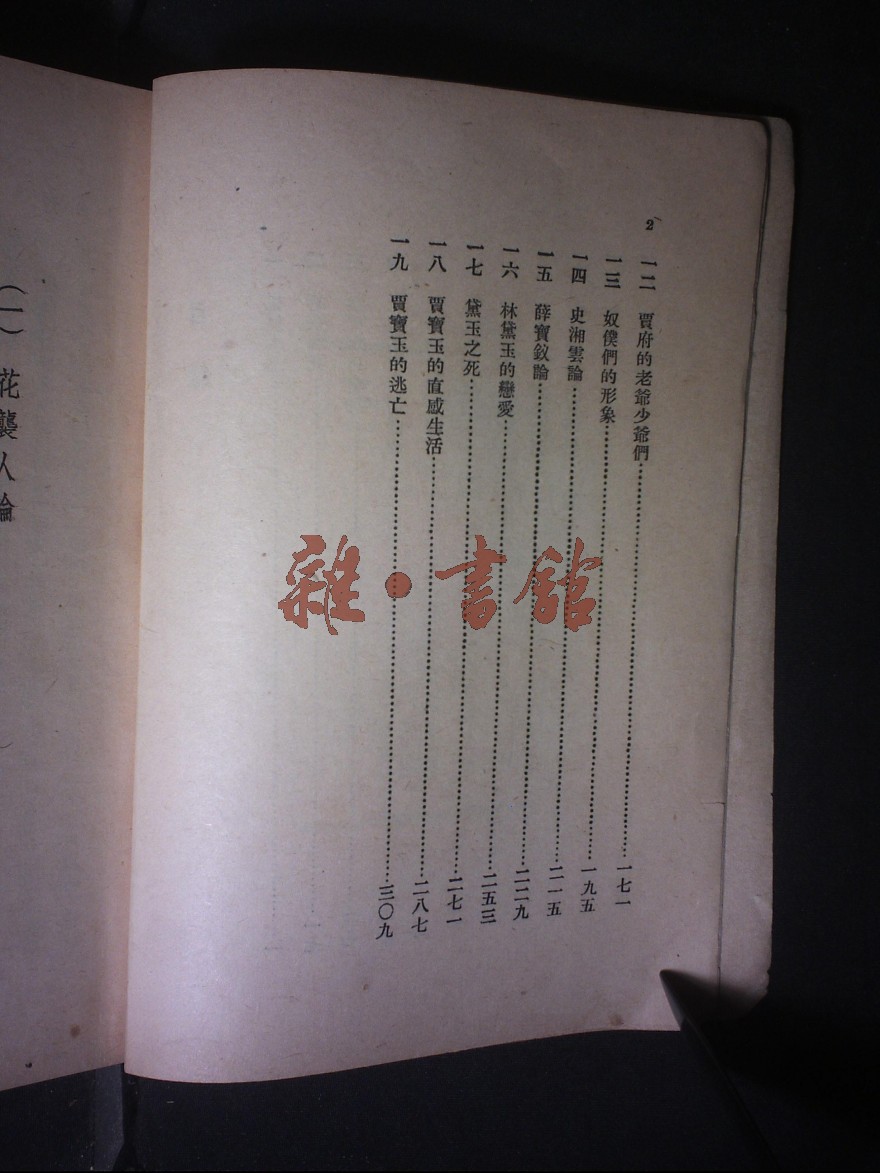 2
一二 賈府的老爺少爺們 一七一
一三 奴僕們的形象 一九五
一四 史湘雲論 二一五
一五 薛寶釵論 二二九
一六 林黛玉的戀愛 二五三
一七 黛玉之死 二七一
一八 賈寶玉的直感生活 二八七
一九 賈寶玉的逃亡 三〇九
（一） 花襲人論
雜·書館